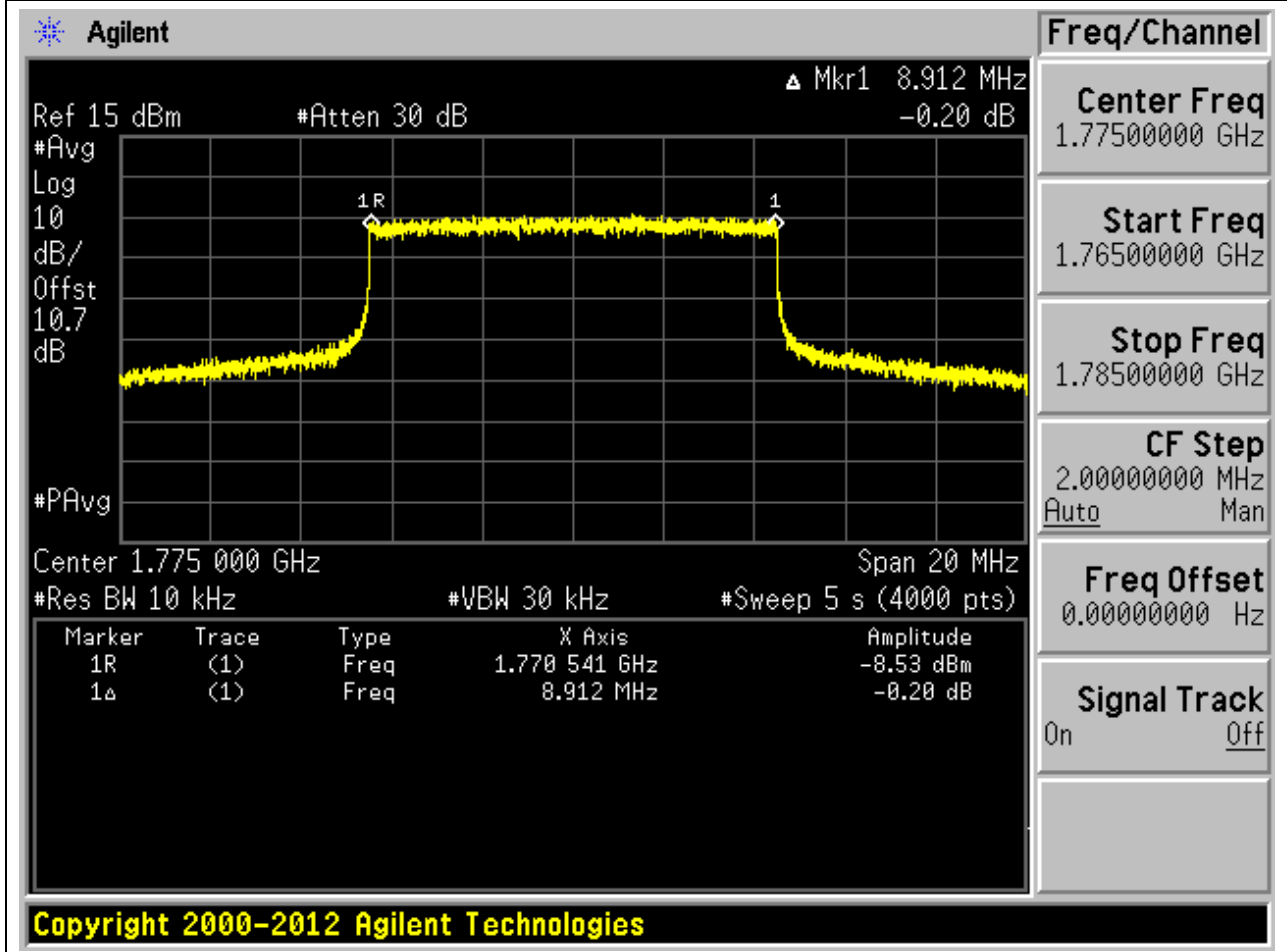 Agilent
Freq/Channel
Δ Mkr1 8.912 MHz
Ref 15 dBm #Atten 30 dB -0.20 dB
#Avg
Log
10
dB/
Offst
10.7
dB
#PAvg
1R
1
Center 1.775 000 GHz Span 20 MHz
#Res BW 10 kHz #VBW 30 kHz #Sweep 5 s (4000 pts)
Marker Trace Type X Axis Amplitude
1R (1) Freq 1.770 541 GHz -8.53 dBm
1Δ (1) Freq 8.912 MHz -0.20 dB
Center Freq
1.77500000 GHz
Start Freq
1.76500000 GHz
Stop Freq
1.78500000 GHz
CF Step
2.00000000 MHz
Auto Man
Freq Offset
0.00000000 Hz
Signal Track
On Off
Copyright 2000-2012 Agilent Technologies